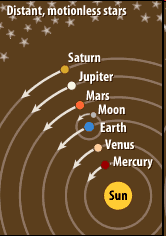 Distant, motionless stars
Saturn
Jupiter
Mars
Moon
Earth
Venus
Mercury
Sun